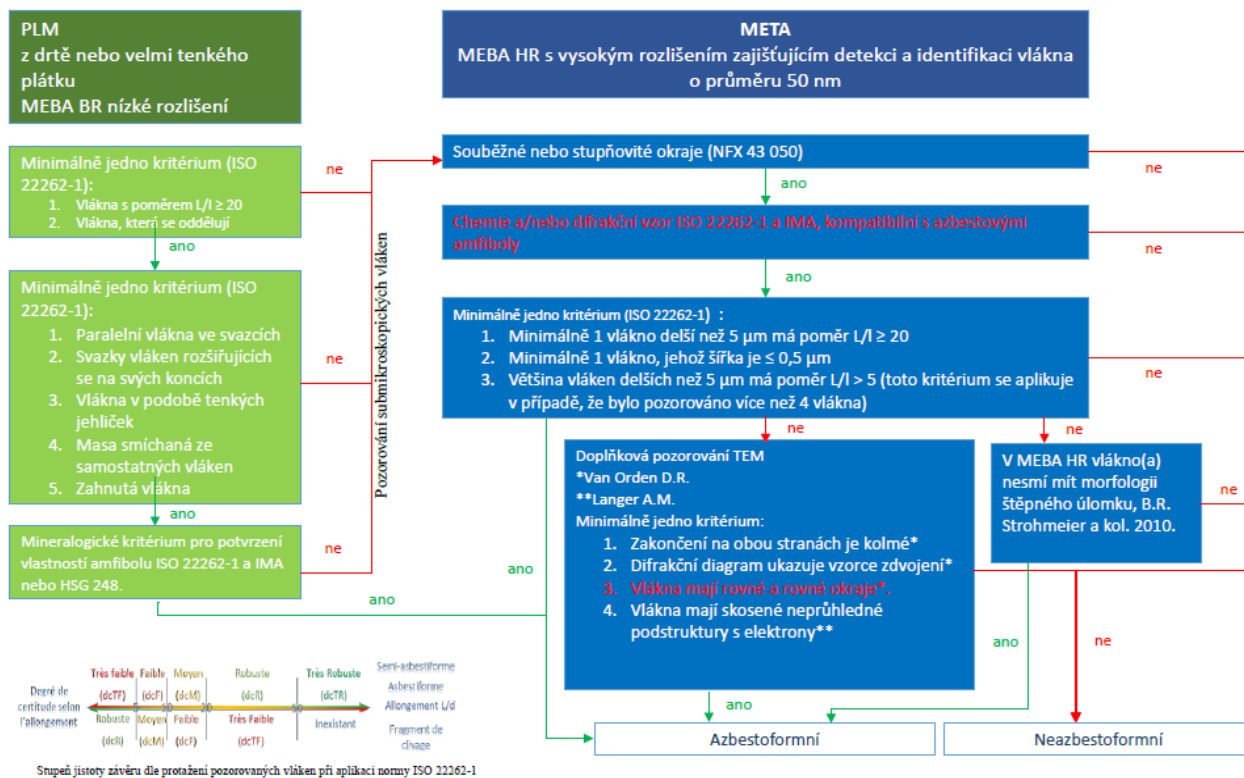 PLM
z drtě nebo velmi tenkého
plátku
MEBA BR nízké rozlišení
META
MEBA HR s vysokým rozlišením zajišťujícím detekci a identifikaci vlákna
o průměru 50 nm
Minimálně jedno kritérium (ISO
22262-1):
1. Vlákna s poměrem L/l ≥ 20
2. Vlákna, která se oddělují
ne
ano
Minimálně jedno kritérium (ISO
22262-1):
1. Paralelní vlákna ve svazcích
2. Svazky vláken rozšiřujících
se na svých koncích
3. Vlákna v podobě tenkých
jehliček
4. Masa smíchaná ze
samostatných vláken
5. Zahnutá vlákna
ne
ano
Mineralogické kritérium pro potvrzení
vlastností amfibolu ISO 22262-1 a IMA
nebo HSG 248.
ne
ano
Pozorování submikroskopických vláken
Souběžné nebo stupňovité okraje (NFX 43 050)
ne
ano
Chemie a/nebo difrakční vzor ISO 22262-1 a IMA, kompatibilní s azbestovými
amfiboly
ne
ano
Minimálně jedno kritérium (ISO 22262-1) :
1. Minimálně 1 vlákno delší než 5 µm má poměr L/l ≥ 20
2. Minimálně 1 vlákno, jehož šířka je ≤ 0,5 µm
3. Většina vláken delších než 5 µm má poměr L/l > 5 (toto kritérium se aplikuje
v případě, že bylo pozorováno více než 4 vlákna)
ne
ne
ne
ano
Doplňková pozorování TEM
*Van Orden D.R.
**Langer A.M.
Minimálně jedno kritérium:
1. Zakončení na obou stranách je kolmé*
2. Difrakční diagram ukazuje vzorce zdvojení*
3. Vlákna mají rovné a rovné okraje*.
4. Vlákna mají skosené neprůhledné
podstruktury s elektrony**
V MEBA HR vlákno(a)
nesmí mít morfologii
štěpného úlomku, B.R.
Strohmeier a kol. 2010.
ne
ano
ne
ano
Azbestoformní
Neazbestoformní
Degré de
certitude selon
l'allongement
Très faible
(dcTF)
Faible
(dcF)
Moyen
(dcM)
Robuste
(dcR)
Très Robuste
(dcTR)
5
10
20
50
Robuste
(dcR)
Moyen
(dcM)
Faible
(dcF)
Très Faible
(dcTF)
Inexistant
Semi-asbestiforme
Asbestiforme
Allongement L/d
Fragment de
clivage
Stupeň jistoty závěru dle protažení pozorovaných vláken při aplikaci normy ISO 22262-1